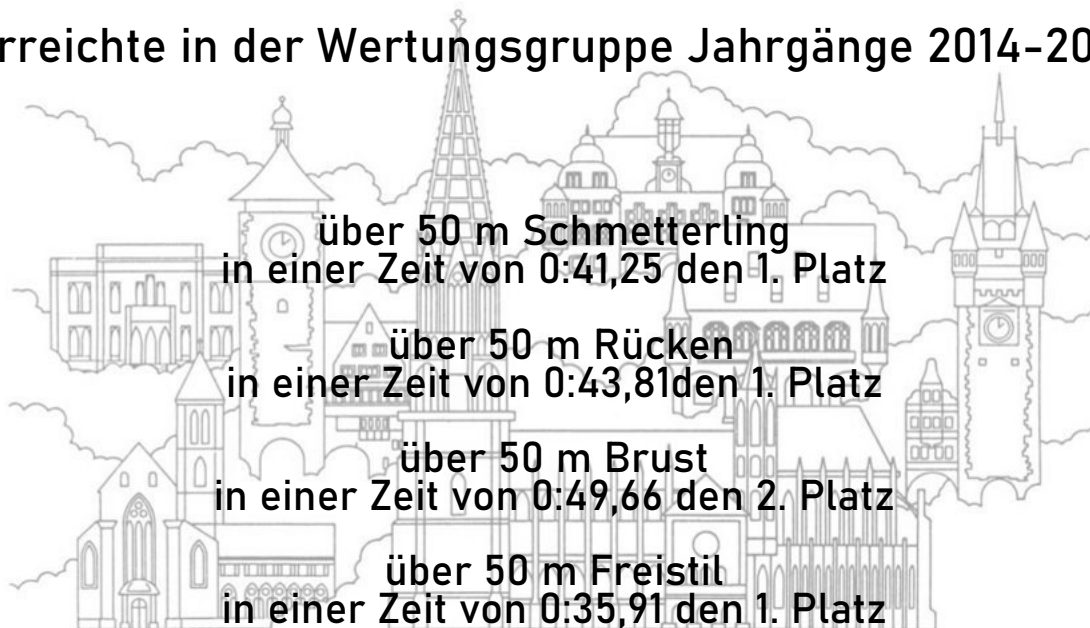 rreichte in der Wertungsgruppe Jahrgänge 2014-20
über 50 m Schmetterling
in einer Zeit von 0:41,25 den 1. Platz
über 50 m Rücken
in einer Zeit von 0:43,81den 1. Platz
über 50 m Brust
in einer Zeit von 0:49,66 den 2. Platz
über 50 m Freistil
in einer Zeit von 0:35,91 den 1. Platz